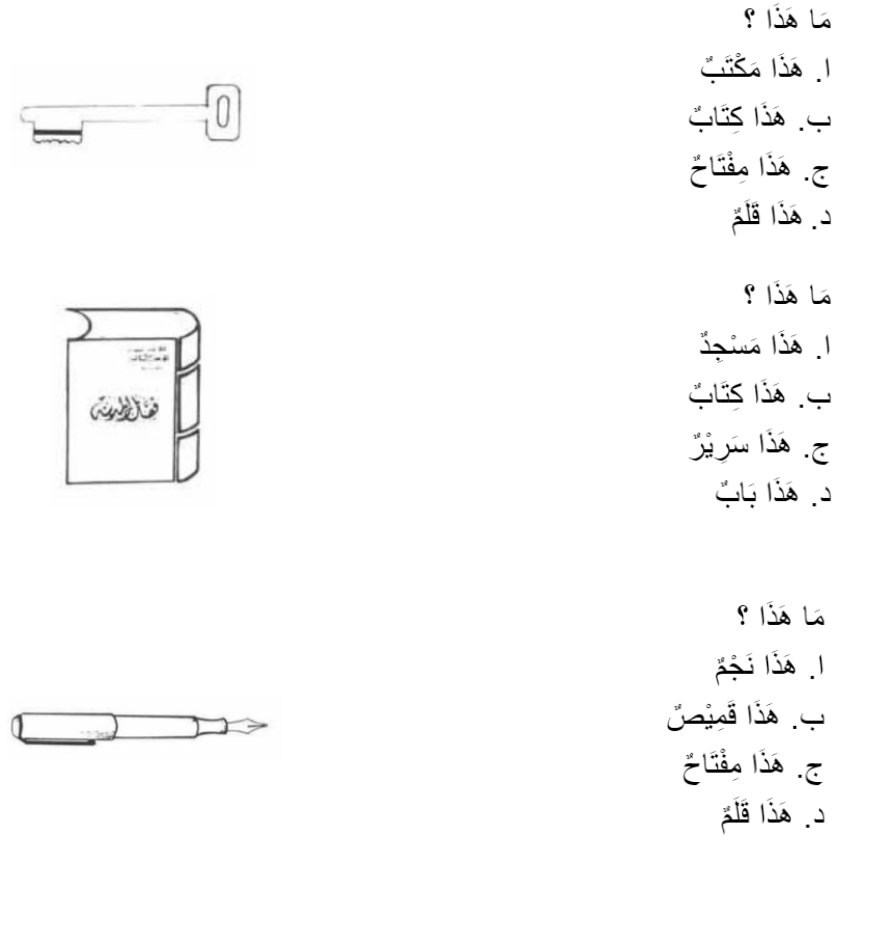 مَا هَذَا ؟
ا. هَذَا مَكْتَبٌ
ب. هَذَا كِتَابٌ
ج. هَذَا مِفْتَاحٌ
د. هَذَا قَلَمٌ
مَا هَذَا ؟
ا. هَذَا مَسْجِدٌ
ب. هَذَا كِتَابٌ
ج. هَذَا سَرِيْرٌ
د. هَذَا بَابٌ
مَا هَذَا ؟
ا. هَذَا نَجْمٌ
ب. هَذَا قَمِيْصٌ
ج. هَذَا مِفْتَاحٌ
د. هَذَا قَلَمٌ